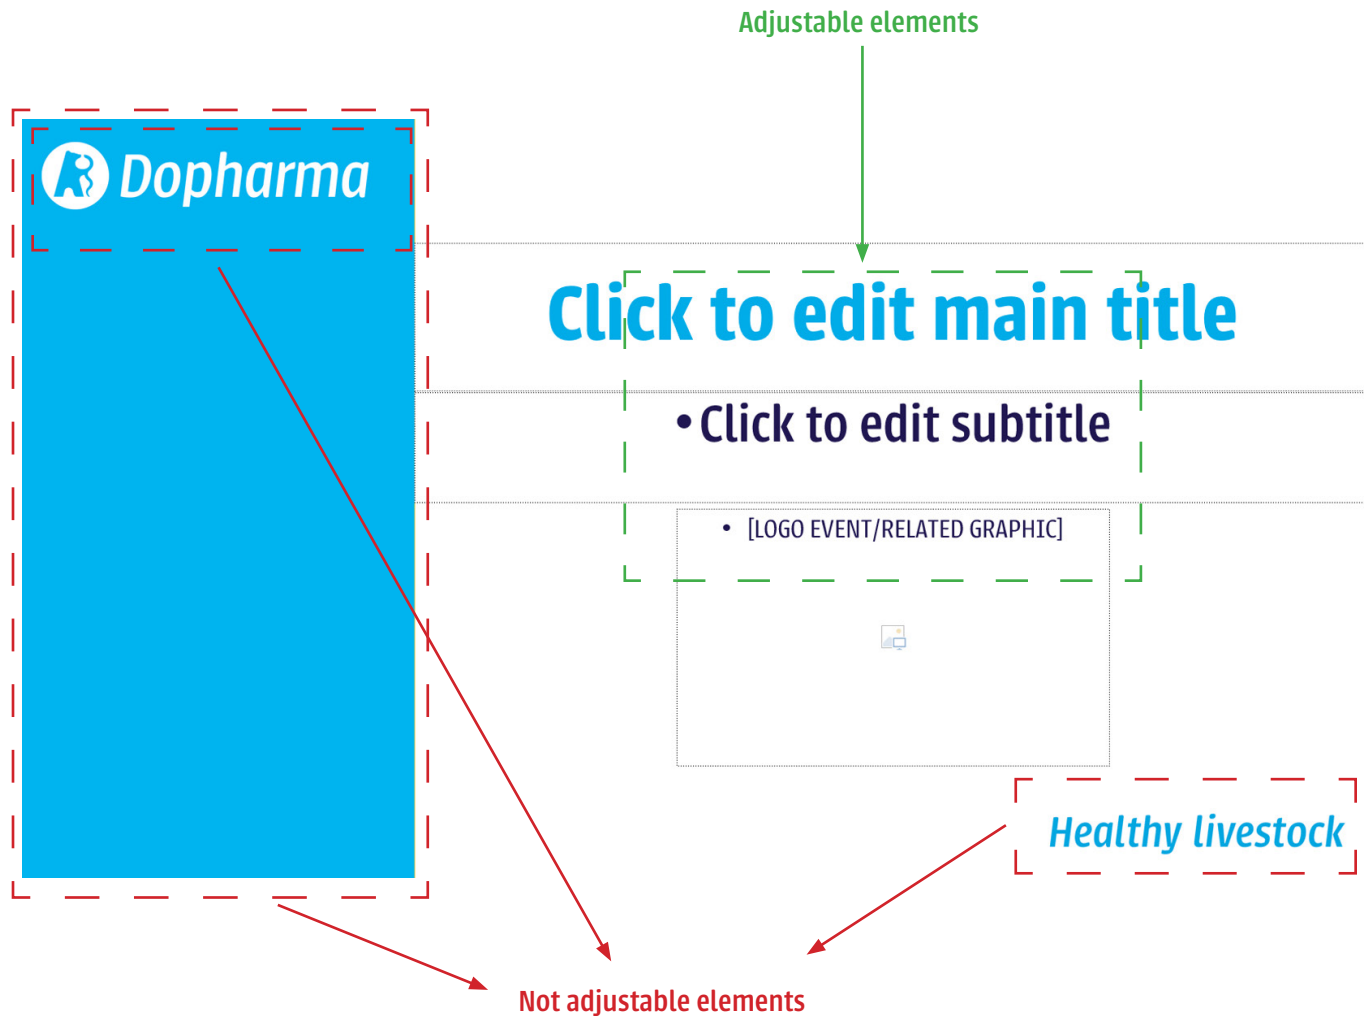 Adjustable elements
Dopharma
Click to edit main title
•Click to edit subtitle
• [LOGO EVENT/RELATED GRAPHIC]
Healthy livestock
Not adjustable elements